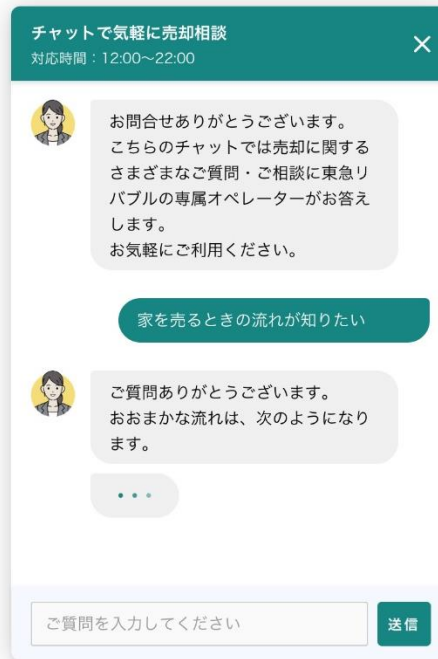 チャットで気軽に売却相談
対応時間：12:00〜22:00
お問合せありがとうございます。
こちらのチャットでは売却に関する
さまざまなご質問・ご相談に東急リ
バブルの専属オペレーターがお答え
します。
お気軽にご利用ください。
家を売るときの流れが知りたい
ご質問ありがとうございます。
おおまかな流れは、次のようになり
ます。
ご質問を入力してください
送信